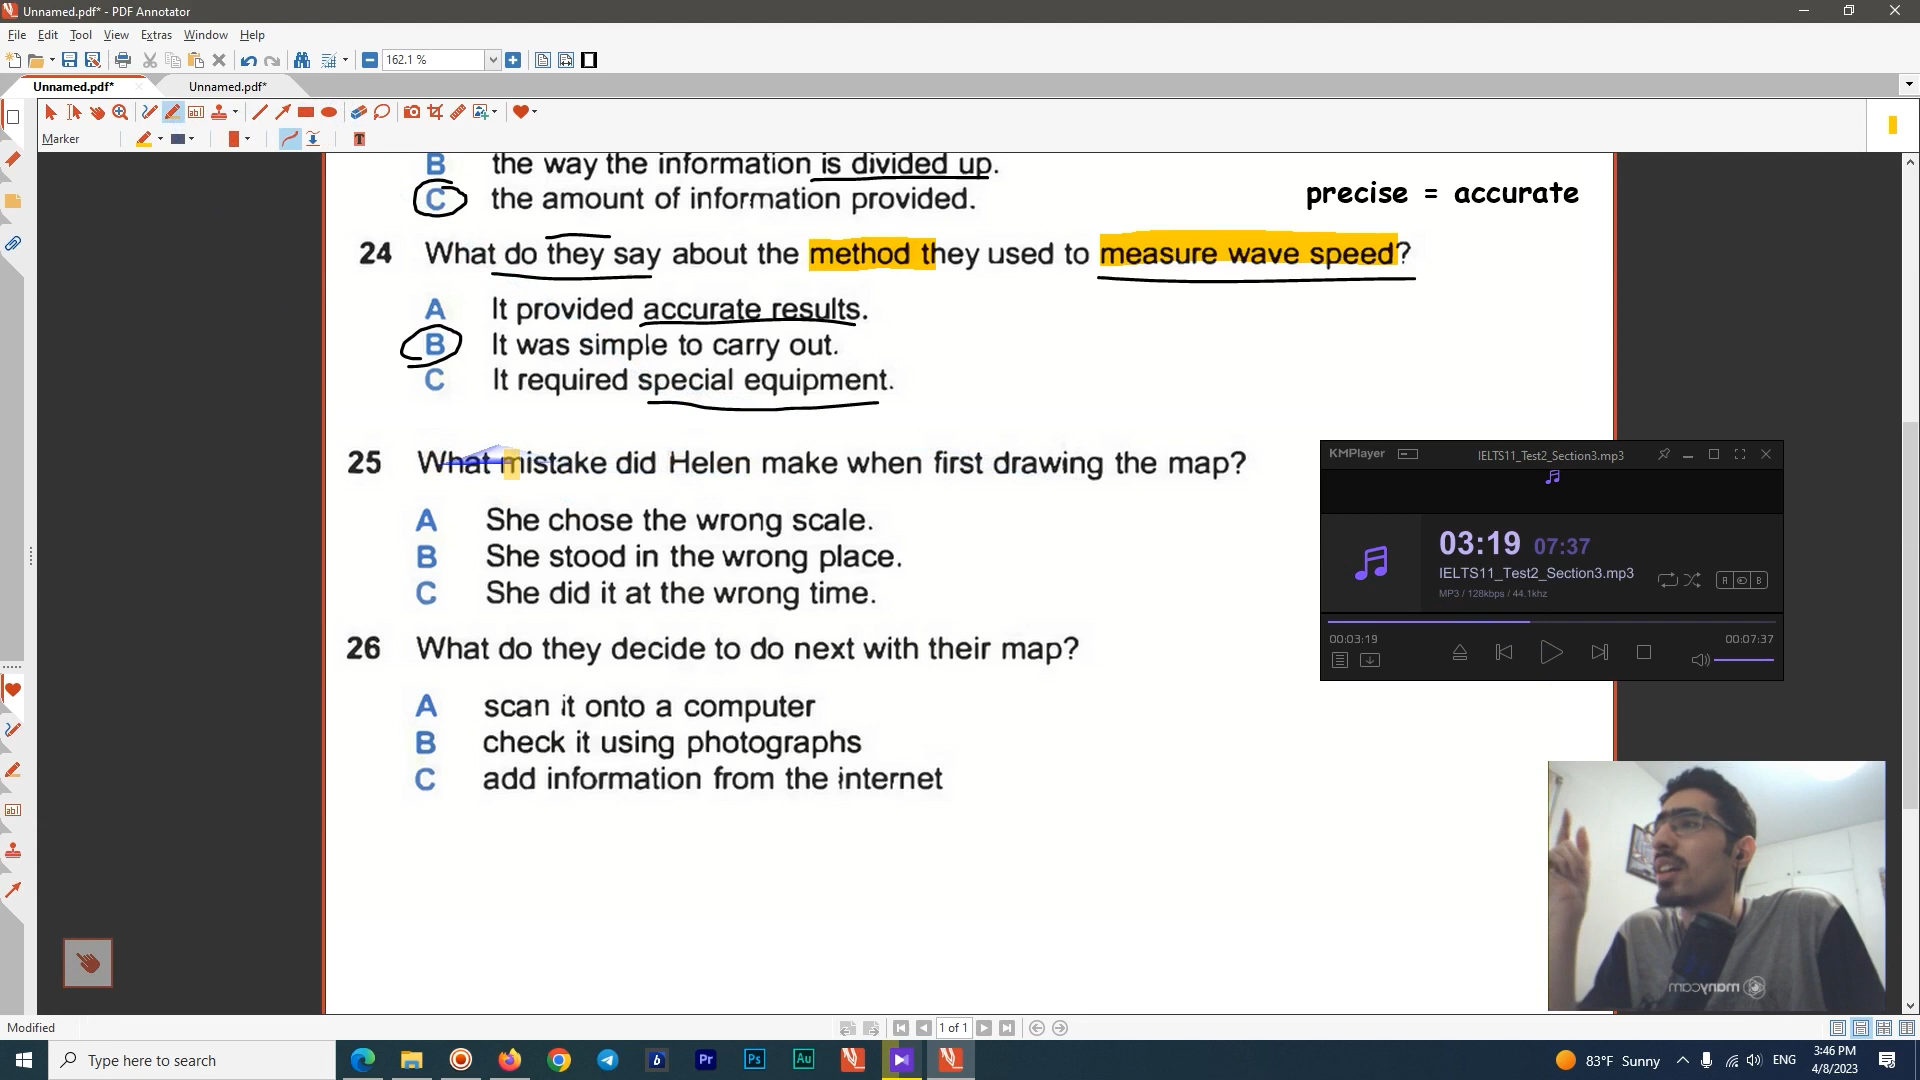 Unnamed.pdf* - PDF Annotator
File Edit Tool View Extras Window Help
162.1 %
Unnamed.pdf* Unnamed.pdf*
Marker
B the way the information is divided up.
C the amount of information provided.
precise = accurate
24 What do they say about the method they used to measure wave speed?
A It provided accurate results.
B It was simple to carry out.
C It required special equipment.
25 What mistake did Helen make when first drawing the map?
A She chose the wrong scale.
B She stood in the wrong place.
C She did it at the wrong time.
26 What do they decide to do next with their map?
A scan it onto a computer
B check it using photographs
C add information from the internet
KMPlayer IELTS11_Test2_Section3.mp3
03:19 07:37
IELTS11_Test2_Section3.mp3
MP3 / 128kbps / 44.1khz
00:03:19 00:07:37
manycam
Modified
1 of 1
Type here to search
83°F Sunny
ENG
3:46 PM
4/8/2023